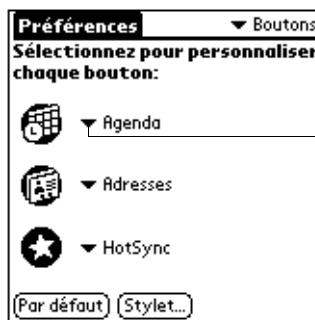 Préférences ▼ Boutons
Sélectionnez pour personnaliser
chaque bouton:
▼ Agenda
▼ Adresses
▼ HotSync
Par défaut Stylet...